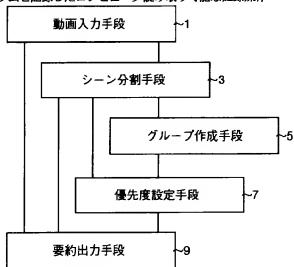 動画入力手段 ~1
シーン分割手段 ~3
グループ作成手段 ~5
優先度設定手段 ~7
要約出力手段 ~9